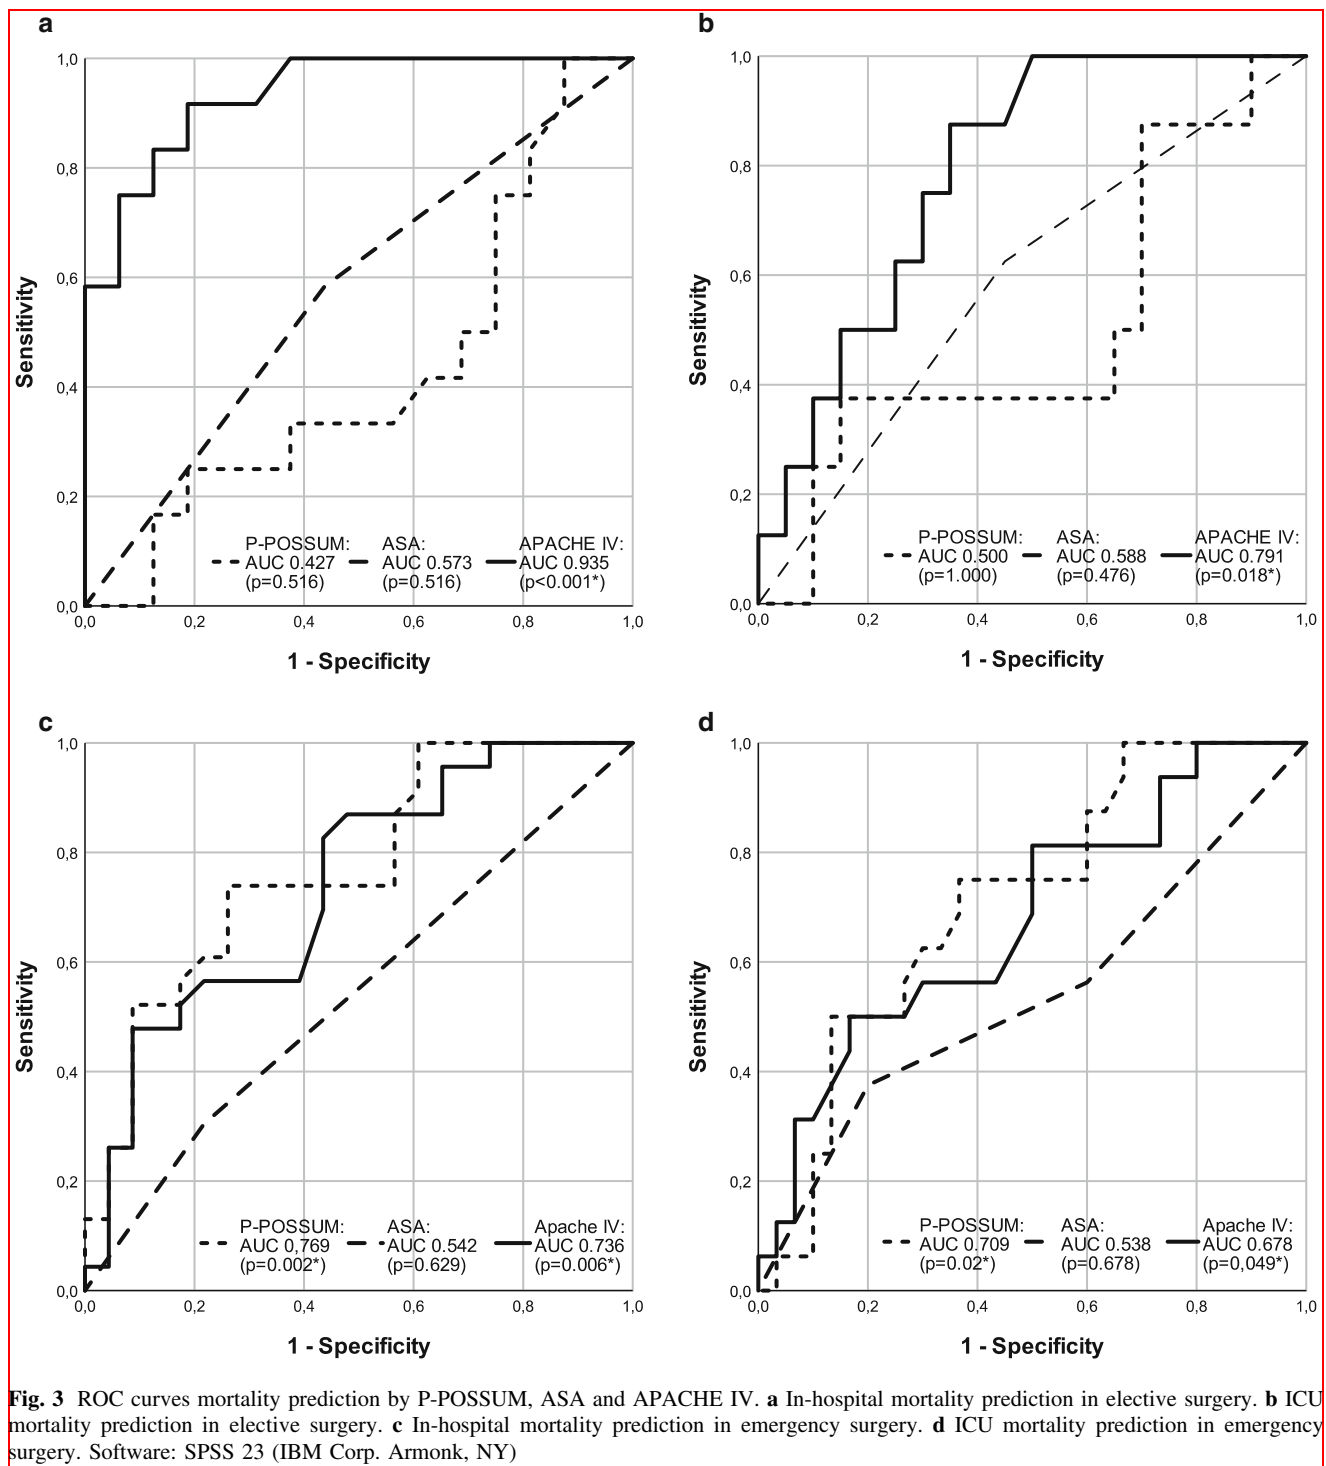 a
1,0
0,8
0,6
0,4
0,2
0,0
Sensitivity
P-POSSUM: ASA: APACHE IV:
AUC 0.427 AUC 0.573 AUC 0.935
(p=0.516) (p=0.516) (p<0.001*)
0,0 0,2 0,4 0,6 0,8 1,0
1 - Specificity
b
1,0
0,8
0,6
0,4
0,2
0,0
Sensitivity
P-POSSUM: ASA: APACHE IV:
AUC 0.500 AUC 0.588 AUC 0.791
(p=1.000) (p=0.476) (p=0.018*)
0,0 0,2 0,4 0,6 0,8 1,0
1 - Specificity
c
1,0
0,8
0,6
0,4
0,2
0,0
Sensitivity
P-POSSUM: ASA: Apache IV:
AUC 0,769 AUC 0.542 AUC 0.736
(p=0.002*) (p=0.629) (p=0.006*)
0,0 0,2 0,4 0,6 0,8 1,0
1 - Specificity
d
1,0
0,8
0,6
0,4
0,2
0,0
Sensitivity
P-POSSUM: ASA: Apache IV:
AUC 0.709 AUC 0.538 AUC 0.678
(p=0.02*) (p=0.678) (p=0,049*)
0,0 0,2 0,4 0,6 0,8 1,0
1 - Specificity
Fig. 3 ROC curves mortality prediction by P-POSSUM, ASA and APACHE IV. a In-hospital mortality prediction in elective surgery. b ICU
mortality prediction in elective surgery. c In-hospital mortality prediction in emergency surgery. d ICU mortality prediction in emergency
surgery. Software: SPSS 23 (IBM Corp. Armonk, NY)